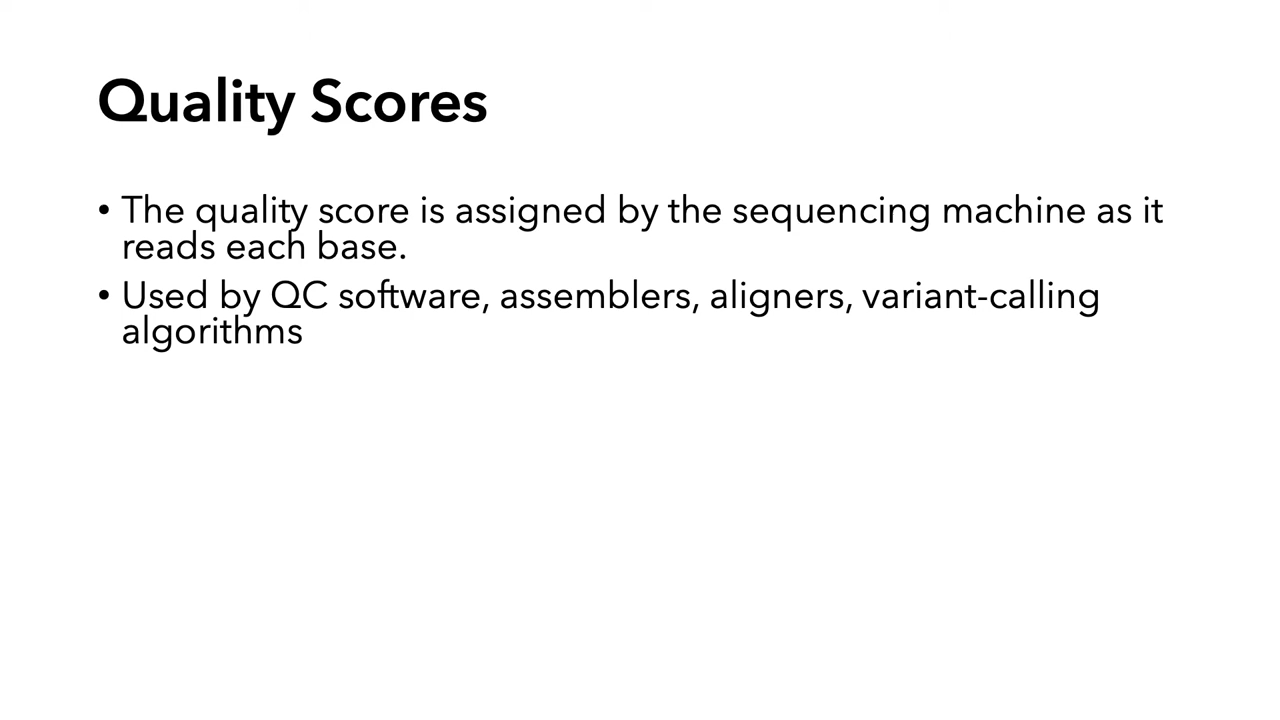 Quality Scores
• The quality score is assigned by the sequencing machine as it
reads each base.
• Used by QC software, assemblers, aligners, variant-calling
algorithms